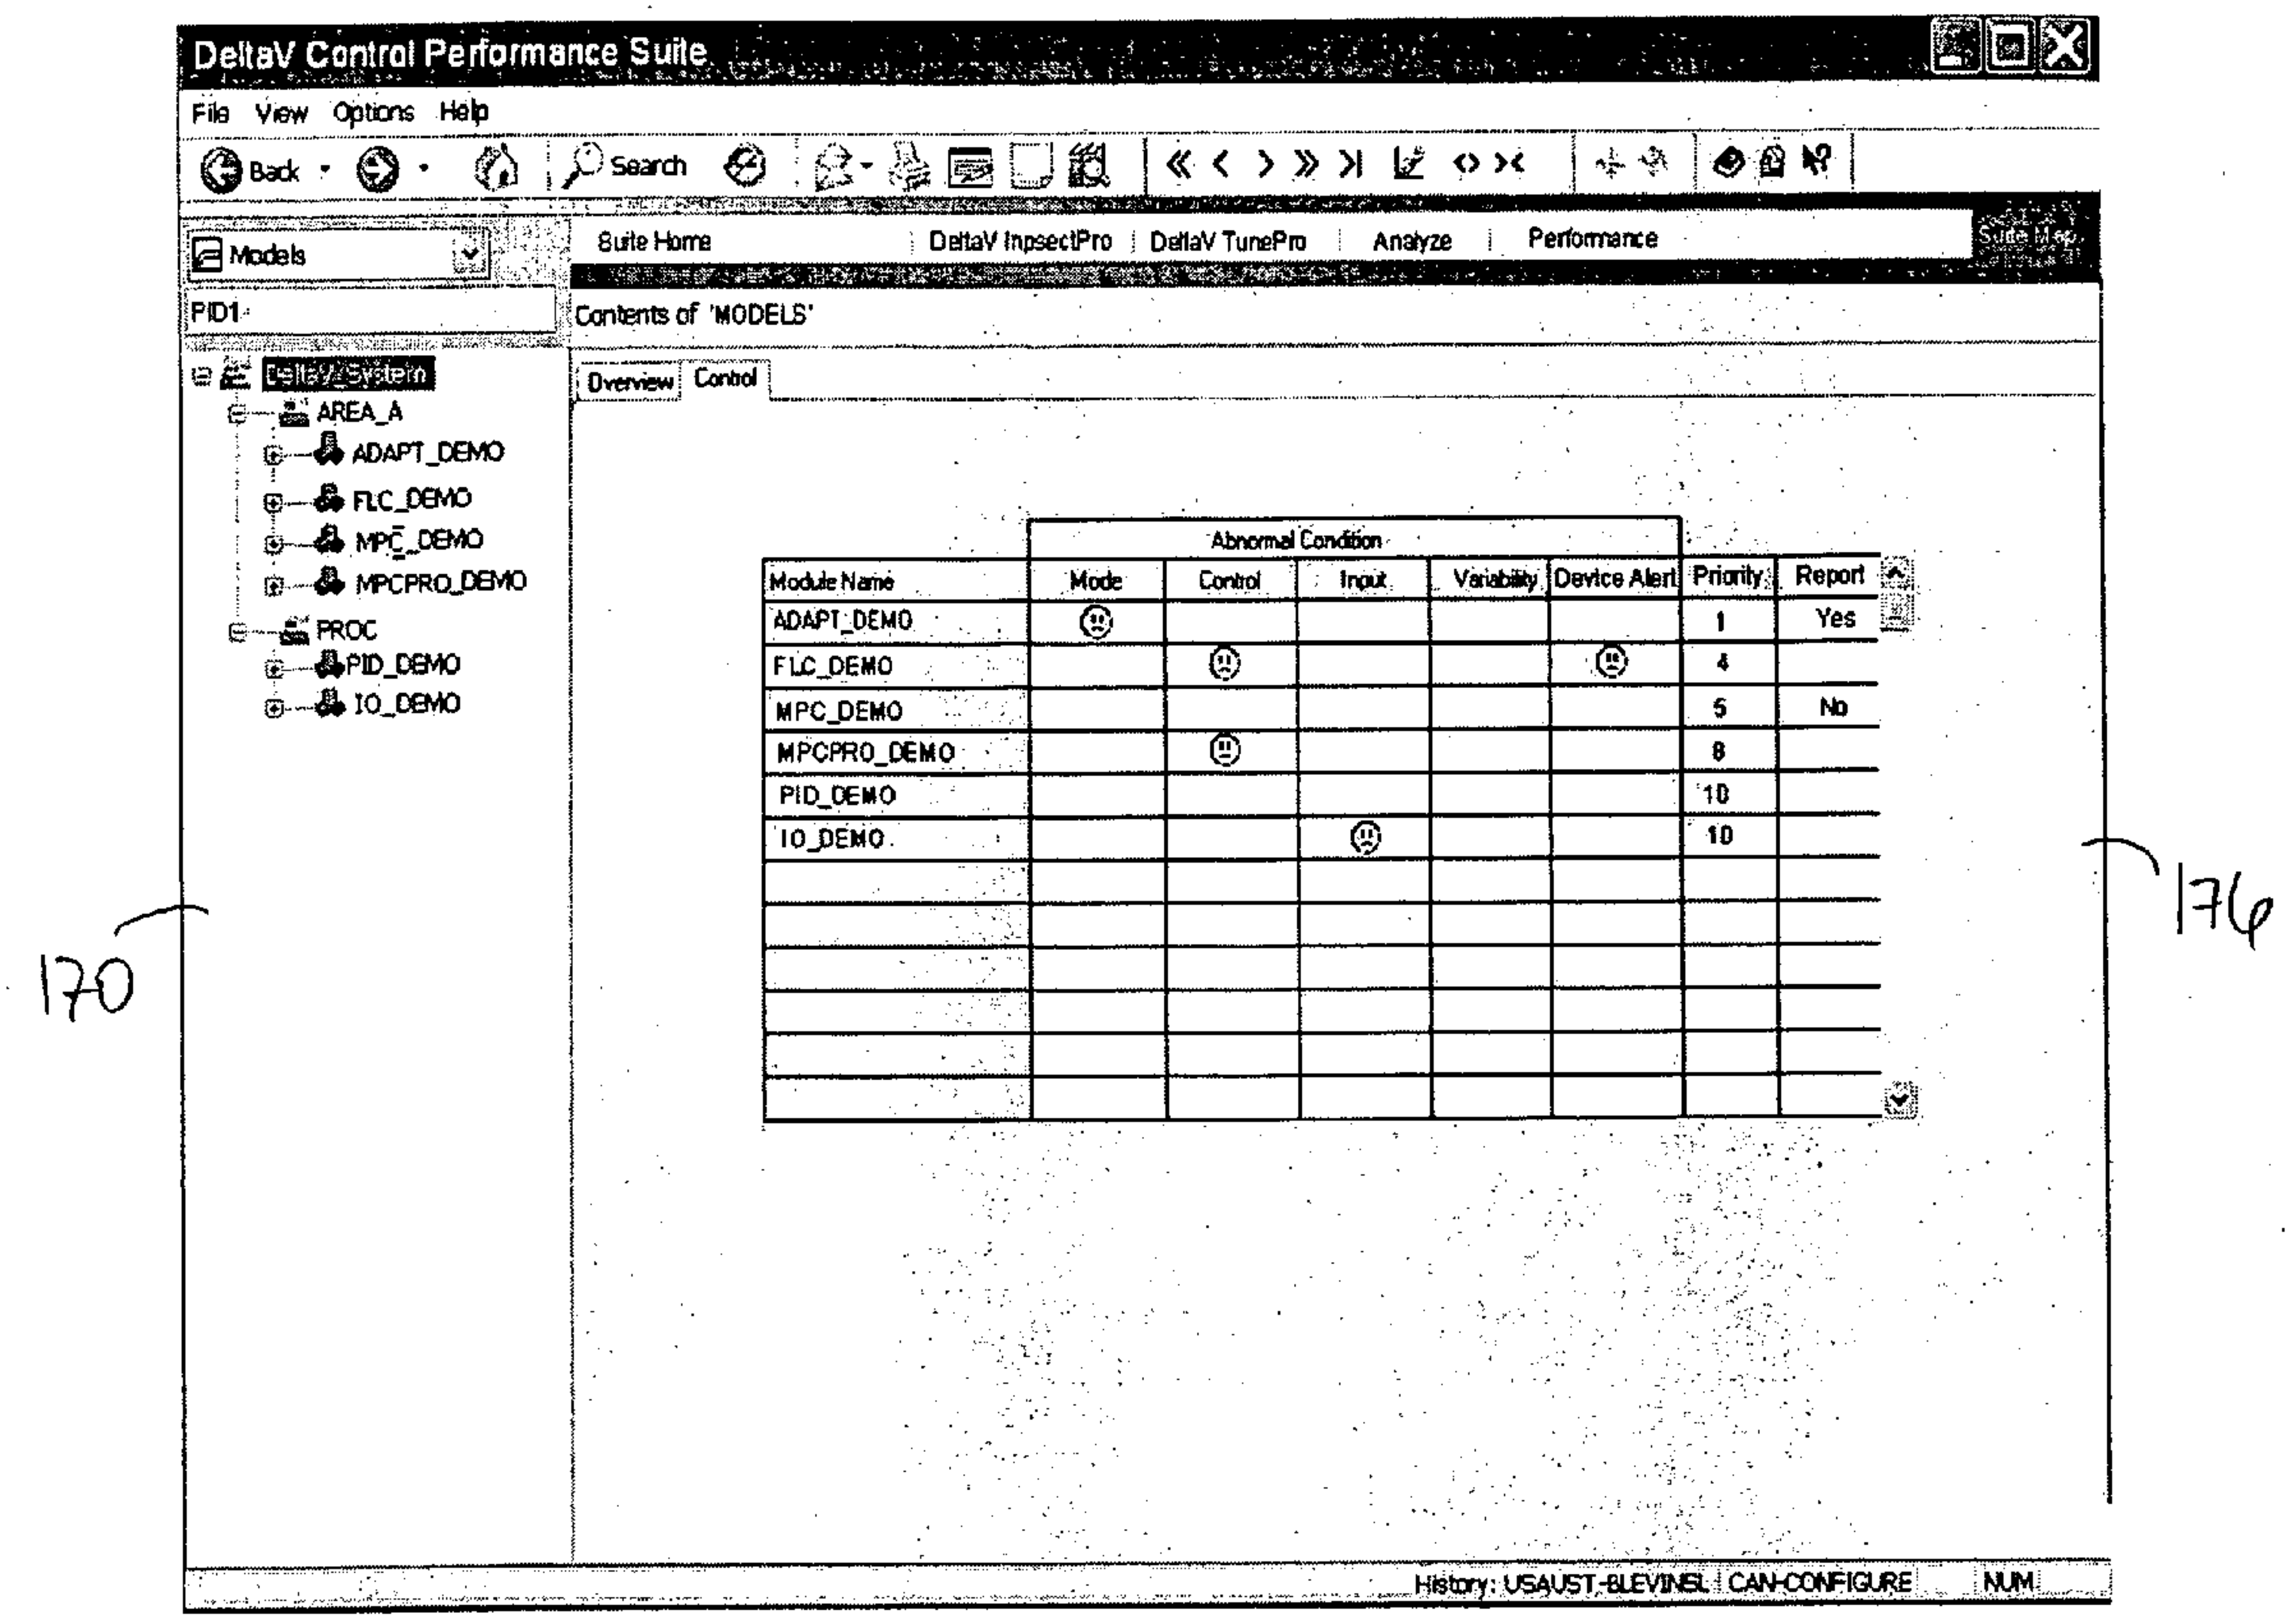 DeltaV Control Performance Suite
File View Options Help
Back Search
Models
Suite Home DeltaV InpsectPro DeltaV TunePro Analyze Performance Suite Map
PID1
Contents of 'MODELS'
DeltaV_System
Overview Control
AREA_A
ADAPT_DEMO
FLC_DEMO
MPC_DEMO
MPCPRO_DEMO
PROC
PID_DEMO
IO_DEMO
Abnormal Condition
Module Name Mode Control Input Variability Device Alert Priority Report
ADAPT_DEMO 1 Yes
FLC_DEMO 4
MPC_DEMO 5 No
MPCPRO_DEMO 8
PID_DEMO 10
IO_DEMO 10
170
176
History: USAUST-BLEVINSL CAN-CONFIGURE NUM